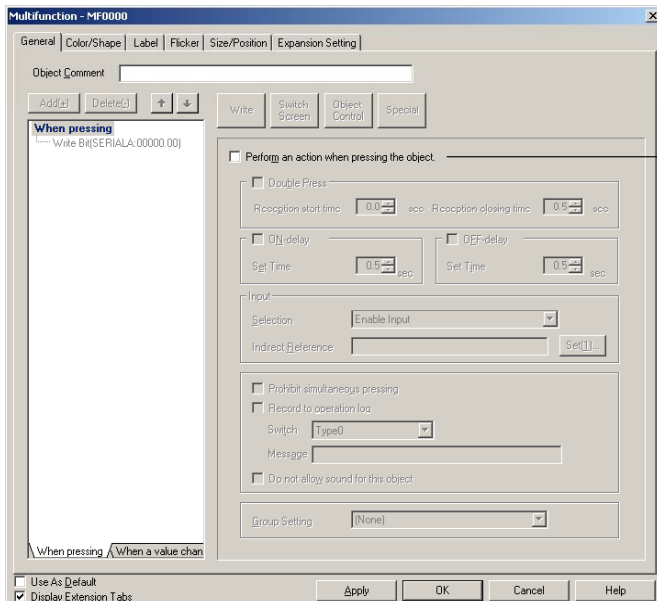 Multifunction - MF0000
General Color/Shape Label Flicker Size/Position Expansion Setting
Object Comment
Add(+) Delete(-)
Write Switch Screen Object Control Special
When pressing
Write Bit(SERIALA:00000.00)
Perform an action when pressing the object.
Double Press
Reception start time 0.0 sec Reception closing time 0.5 sec
ON-delay OFF-delay
Set Time 0.5 sec Set Time 0.5 sec
Input
Selection Enable Input
Indirect Reference Set[1]...
Prohibit simultaneous pressing
Record to operation log
Switch Type0
Message
Do not allow sound for this object
Group Setting (None)
When pressing When a value chan
Use As Default
Display Extension Tabs
Apply OK Cancel Help